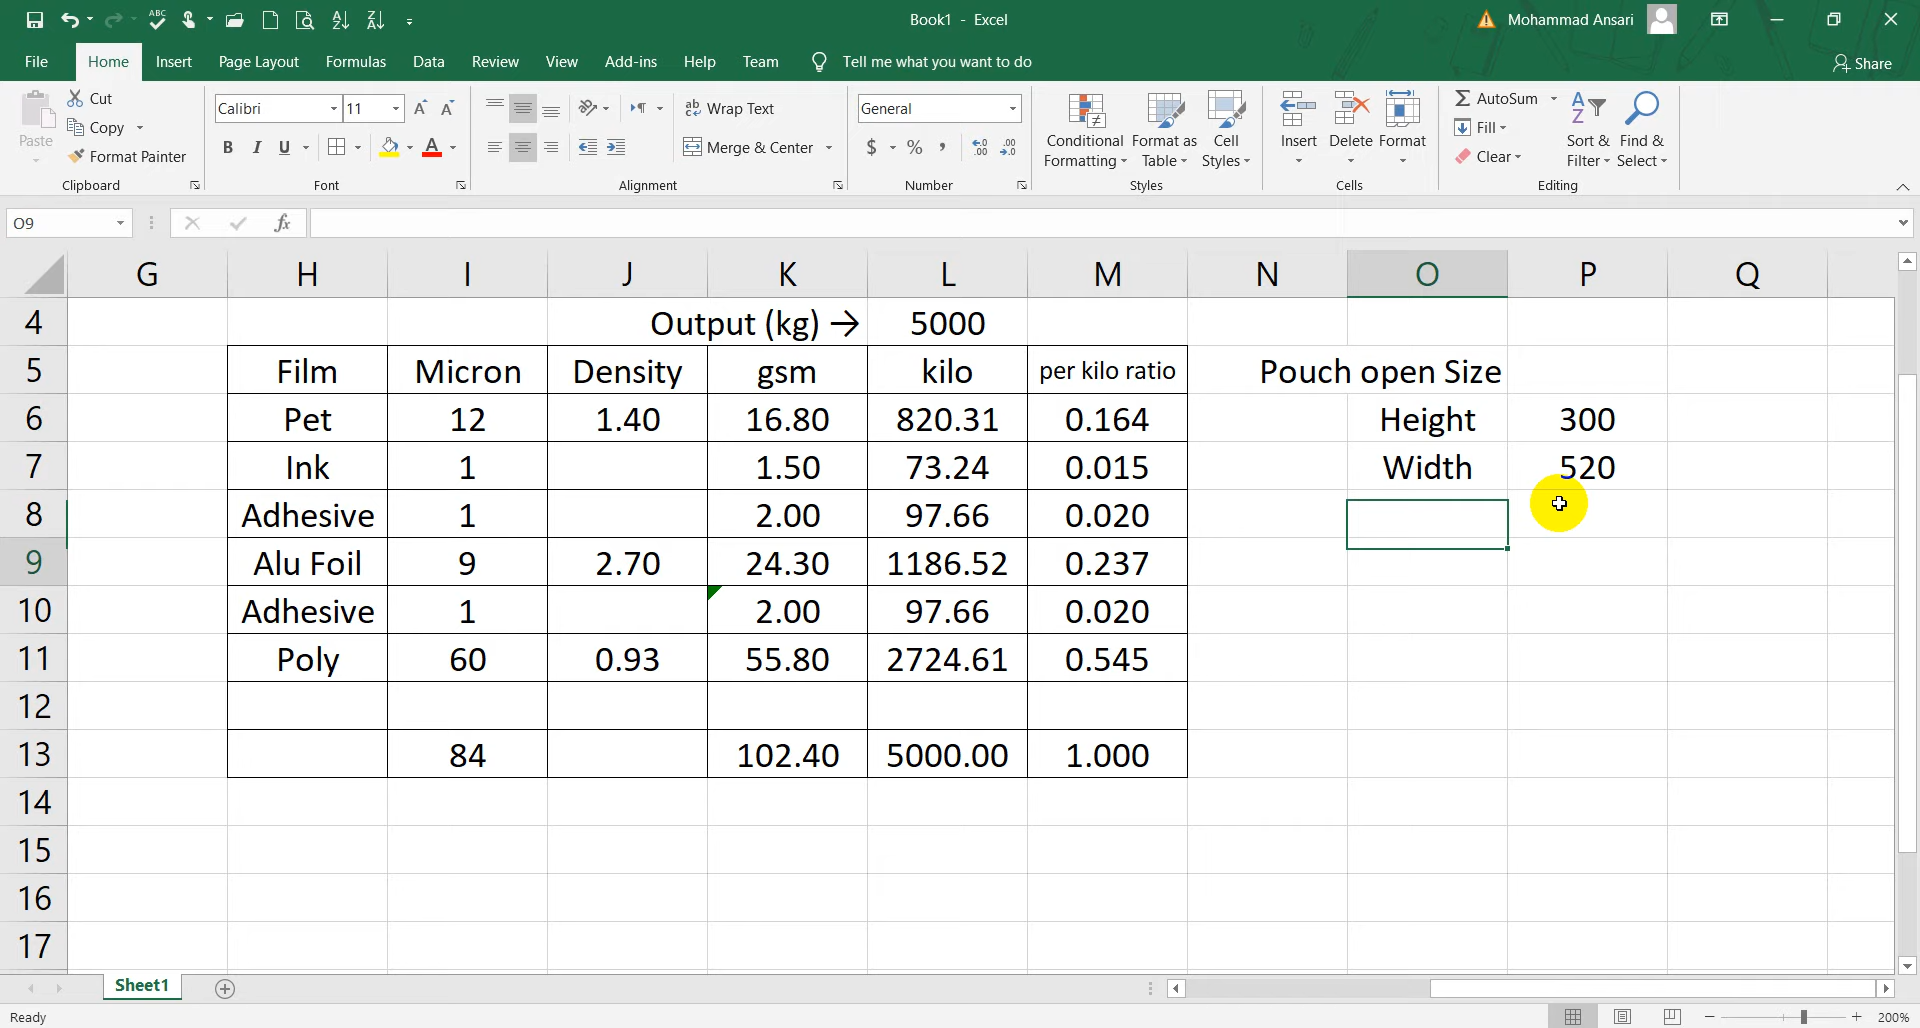 Book1 - Excel
Mohammad Ansari
File Home Insert Page Layout Formulas Data Review View Add-ins Help Team Tell me what you want to do Share
Paste
Cut
Copy
Format Painter
Clipboard
Calibri 11
B I U A
Font
Wrap Text
Merge & Center
Alignment
General
$ % ,
Number
Conditional Formatting
Format as Table
Cell Styles
Styles
Insert Delete Format
Cells
AutoSum
Fill
Clear
Sort & Filter
Find & Select
Editing
O9 fx
G H I J K L M N O P Q
4 Output (kg) → 5000
5 Film Micron Density gsm kilo per kilo ratio Pouch open Size
6 Pet 12 1.40 16.80 820.31 0.164 Height 300
7 Ink 1 1.50 73.24 0.015 Width 520
8 Adhesive 1 2.00 97.66 0.020
9 Alu Foil 9 2.70 24.30 1186.52 0.237
10 Adhesive 1 2.00 97.66 0.020
11 Poly 60 0.93 55.80 2724.61 0.545
12
13 84 102.40 5000.00 1.000
14
15
16
17
Sheet1
Ready
200%